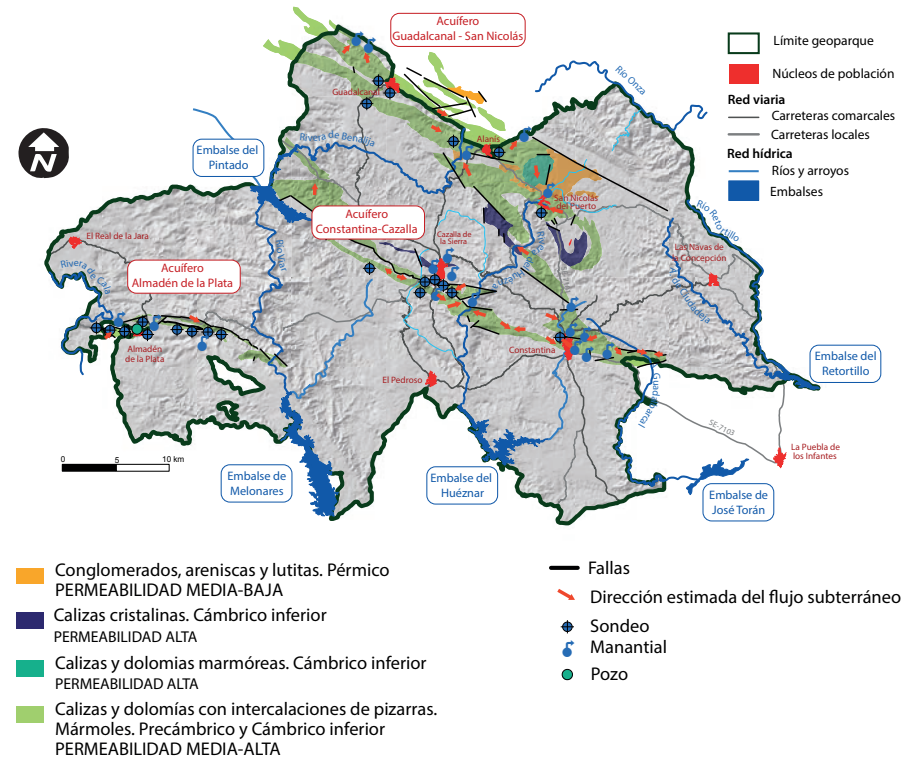 Acuífero
Guadalcanal - San Nicolás
Límite geoparque
Núcleos de población
Red viaria
Carreteras comarcales
Carreteras locales
Red hídrica
Ríos y arroyos
Embalses
N
Río Onza
Guadalcanal
Alanís
Rivera de Benalija
Embalse del
Pintado
San Nicolás
del Puerto
Río Retortillo
Acuífero
Constantina-Cazalla
Cazalla de
la Sierra
El Real de la Jara
Las Navas de
la Concepción
Río Viar
Rivera de Cala
Acuífero
Almadén de la Plata
Almadén
de la Plata
Constantina
El Pedroso
Embalse del
Retortillo
SE-7103
La Puebla de
los Infantes
0 5 10 km
Embalse de
Melonares
Embalse del
Huéznar
Embalse de
José Torán
Conglomerados, areniscas y lutitas. Pérmico
PERMEABILIDAD MEDIA-BAJA
Calizas cristalinas. Cámbrico inferior
PERMEABILIDAD ALTA
Calizas y dolomias marmóreas. Cámbrico inferior
PERMEABILIDAD ALTA
Calizas y dolomías con intercalaciones de pizarras.
Mármoles. Precámbrico y Cámbrico inferior
PERMEABILIDAD MEDIA-ALTA
Fallas
Dirección estimada del flujo subterráneo
Sondeo
Manantial
Pozo